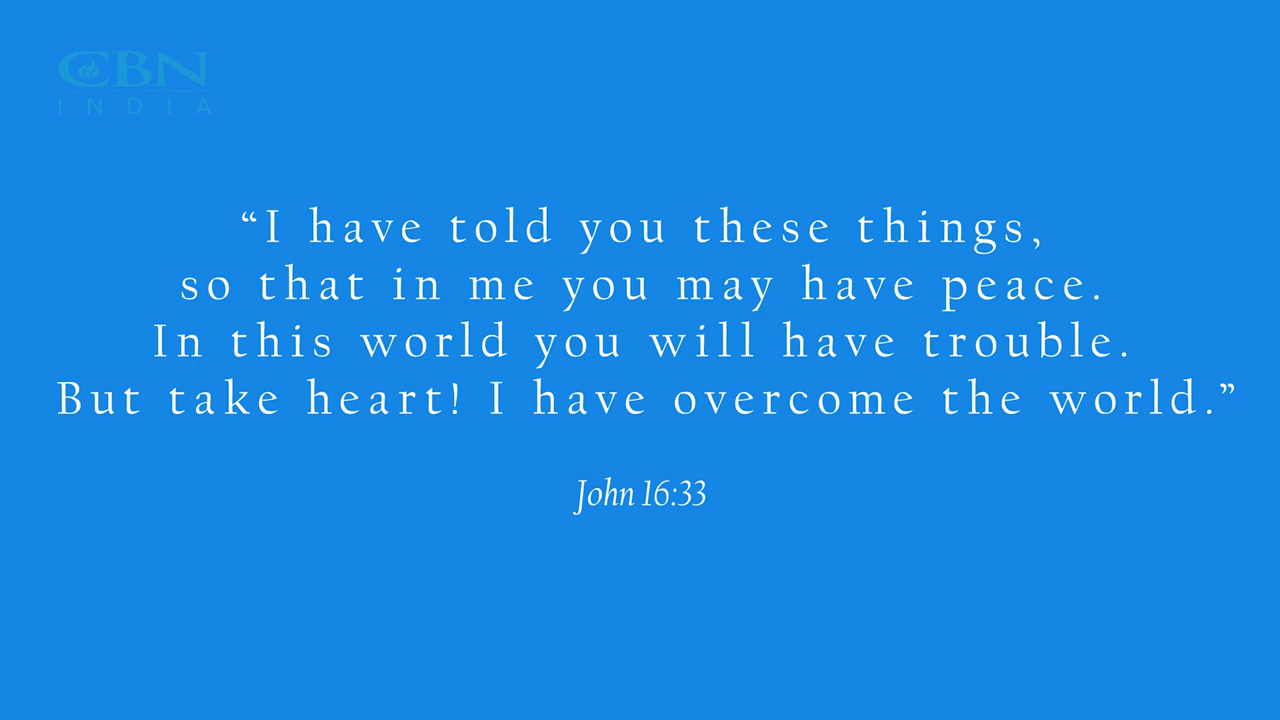 CBN
INDIA
“I have told you these things,
so that in me you may have peace.
In this world you will have trouble.
But take heart! I have overcome the world.”
John 16:33